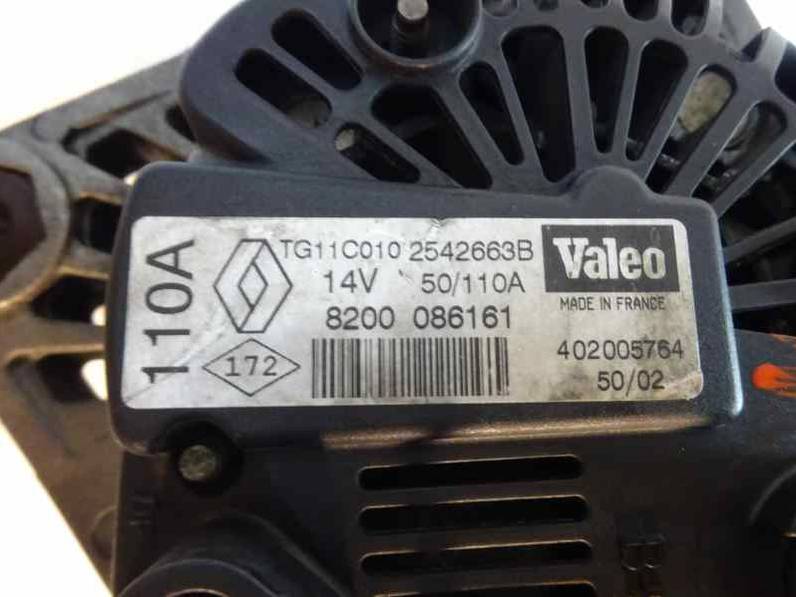 110A
TG11C010 2542663B
14V 50/110A
8200 086161
172
Valeo
MADE IN FRANCE
402005764
50/02